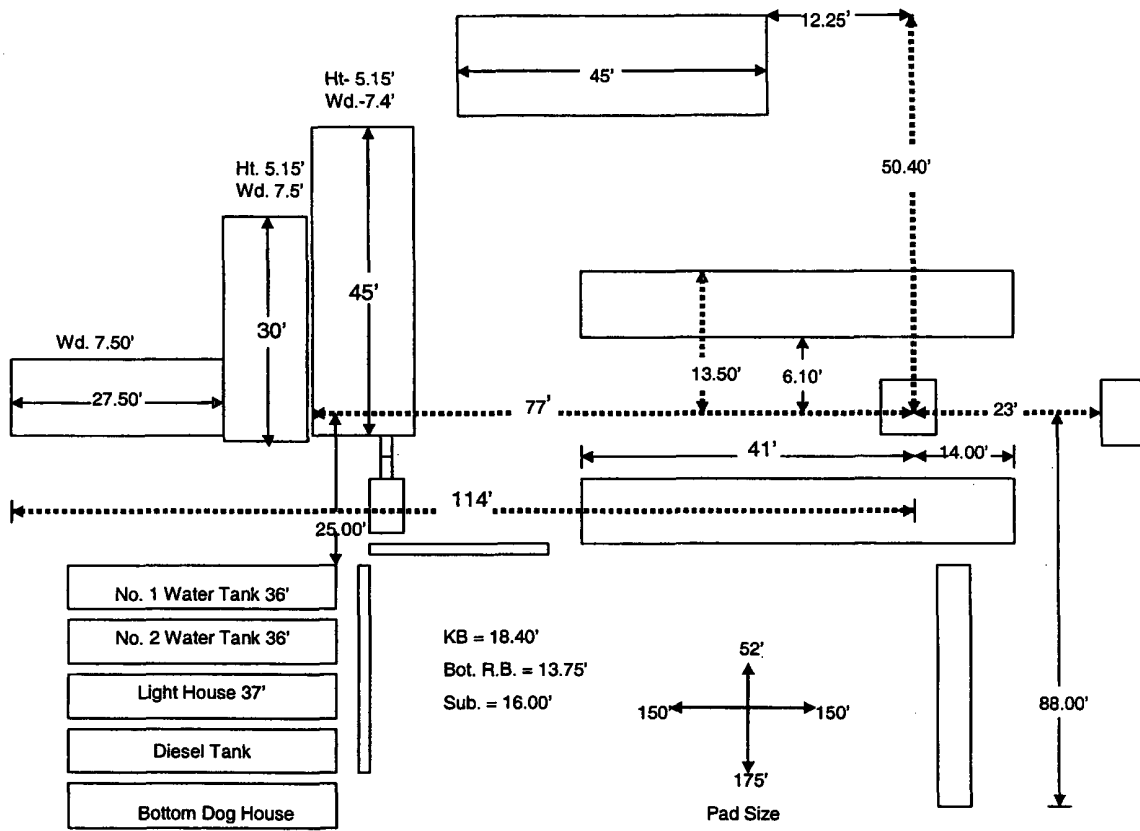 12.25'
45'
Ht- 5.15'
Wd.-7.4'
Ht. 5.15'
Wd. 7.5'
50.40'
45'
30'
Wd. 7.50'
27.50'
13.50'
6.10'
77'
23'
41'
14.00'
114'
25.00'
No. 1 Water Tank 36'
No. 2 Water Tank 36'
Light House 37'
Diesel Tank
Bottom Dog House
KB = 18.40'
Bot. R.B. = 13.75'
Sub. = 16.00'
52'
150'
150'
175'
Pad Size
88.00'